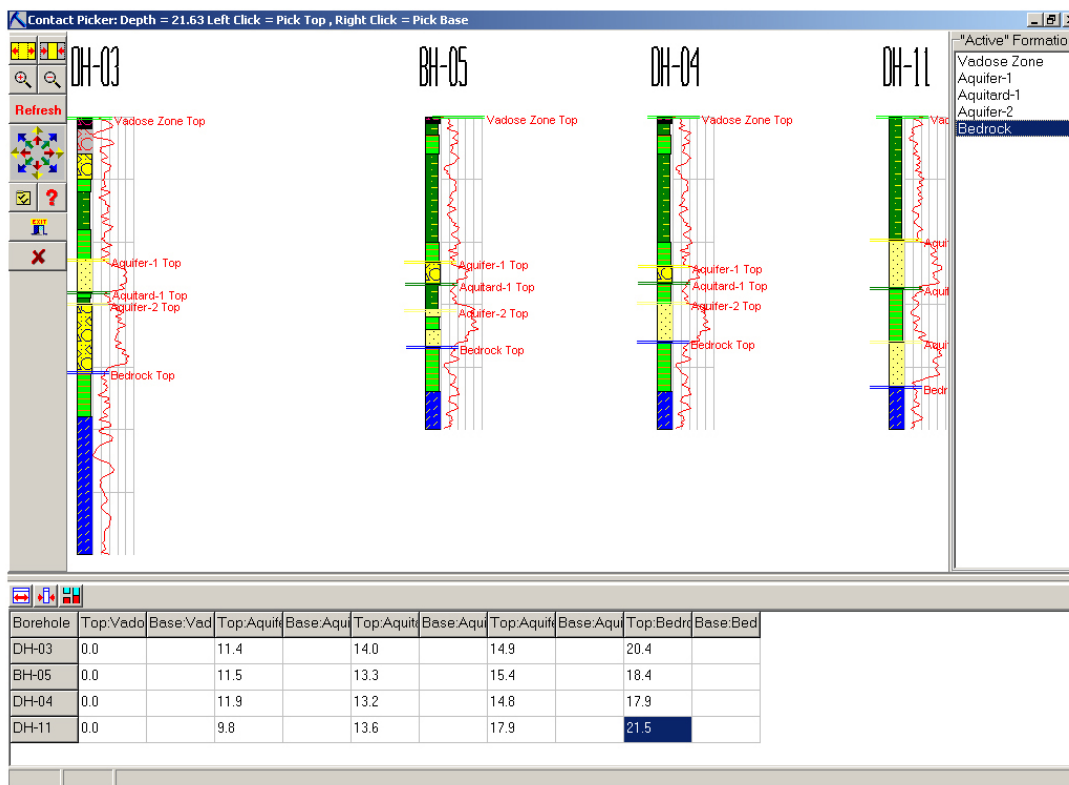 Contact Picker: Depth = 21.63 Left Click = Pick Top , Right Click = Pick Base
"Active" Formatio
Vadose Zone
Aquifer-1
Aquitard-1
Aquifer-2
Bedrock
Refresh
EXIT
DH-03 BH-05 DH-04 DH-11
Vadose Zone Top Vadose Zone Top Vadose Zone Top Vac
Aquifer-1 Top Aquifer-1 Top Aquifer-1 Top Aquif
Aquitard-1 Top Aquitard-1 Top Aquitard-1 Top Aquit
Aquifer-2 Top Aquifer-2 Top Aquifer-2 Top Aquif
Bedrock Top Bedrock Top Bedrock Top Bedr
Borehole Top:Vado Base:Vad Top:Aquife Base:Aqui Top:Aquita Base:Aqui Top:Aquife Base:Aqui Top:Bedro Base:Bed
DH-03 0.0 11.4 14.0 14.9 20.4
BH-05 0.0 11.5 13.3 15.4 18.4
DH-04 0.0 11.9 13.2 14.8 17.9
DH-11 0.0 9.8 13.6 17.9 21.5